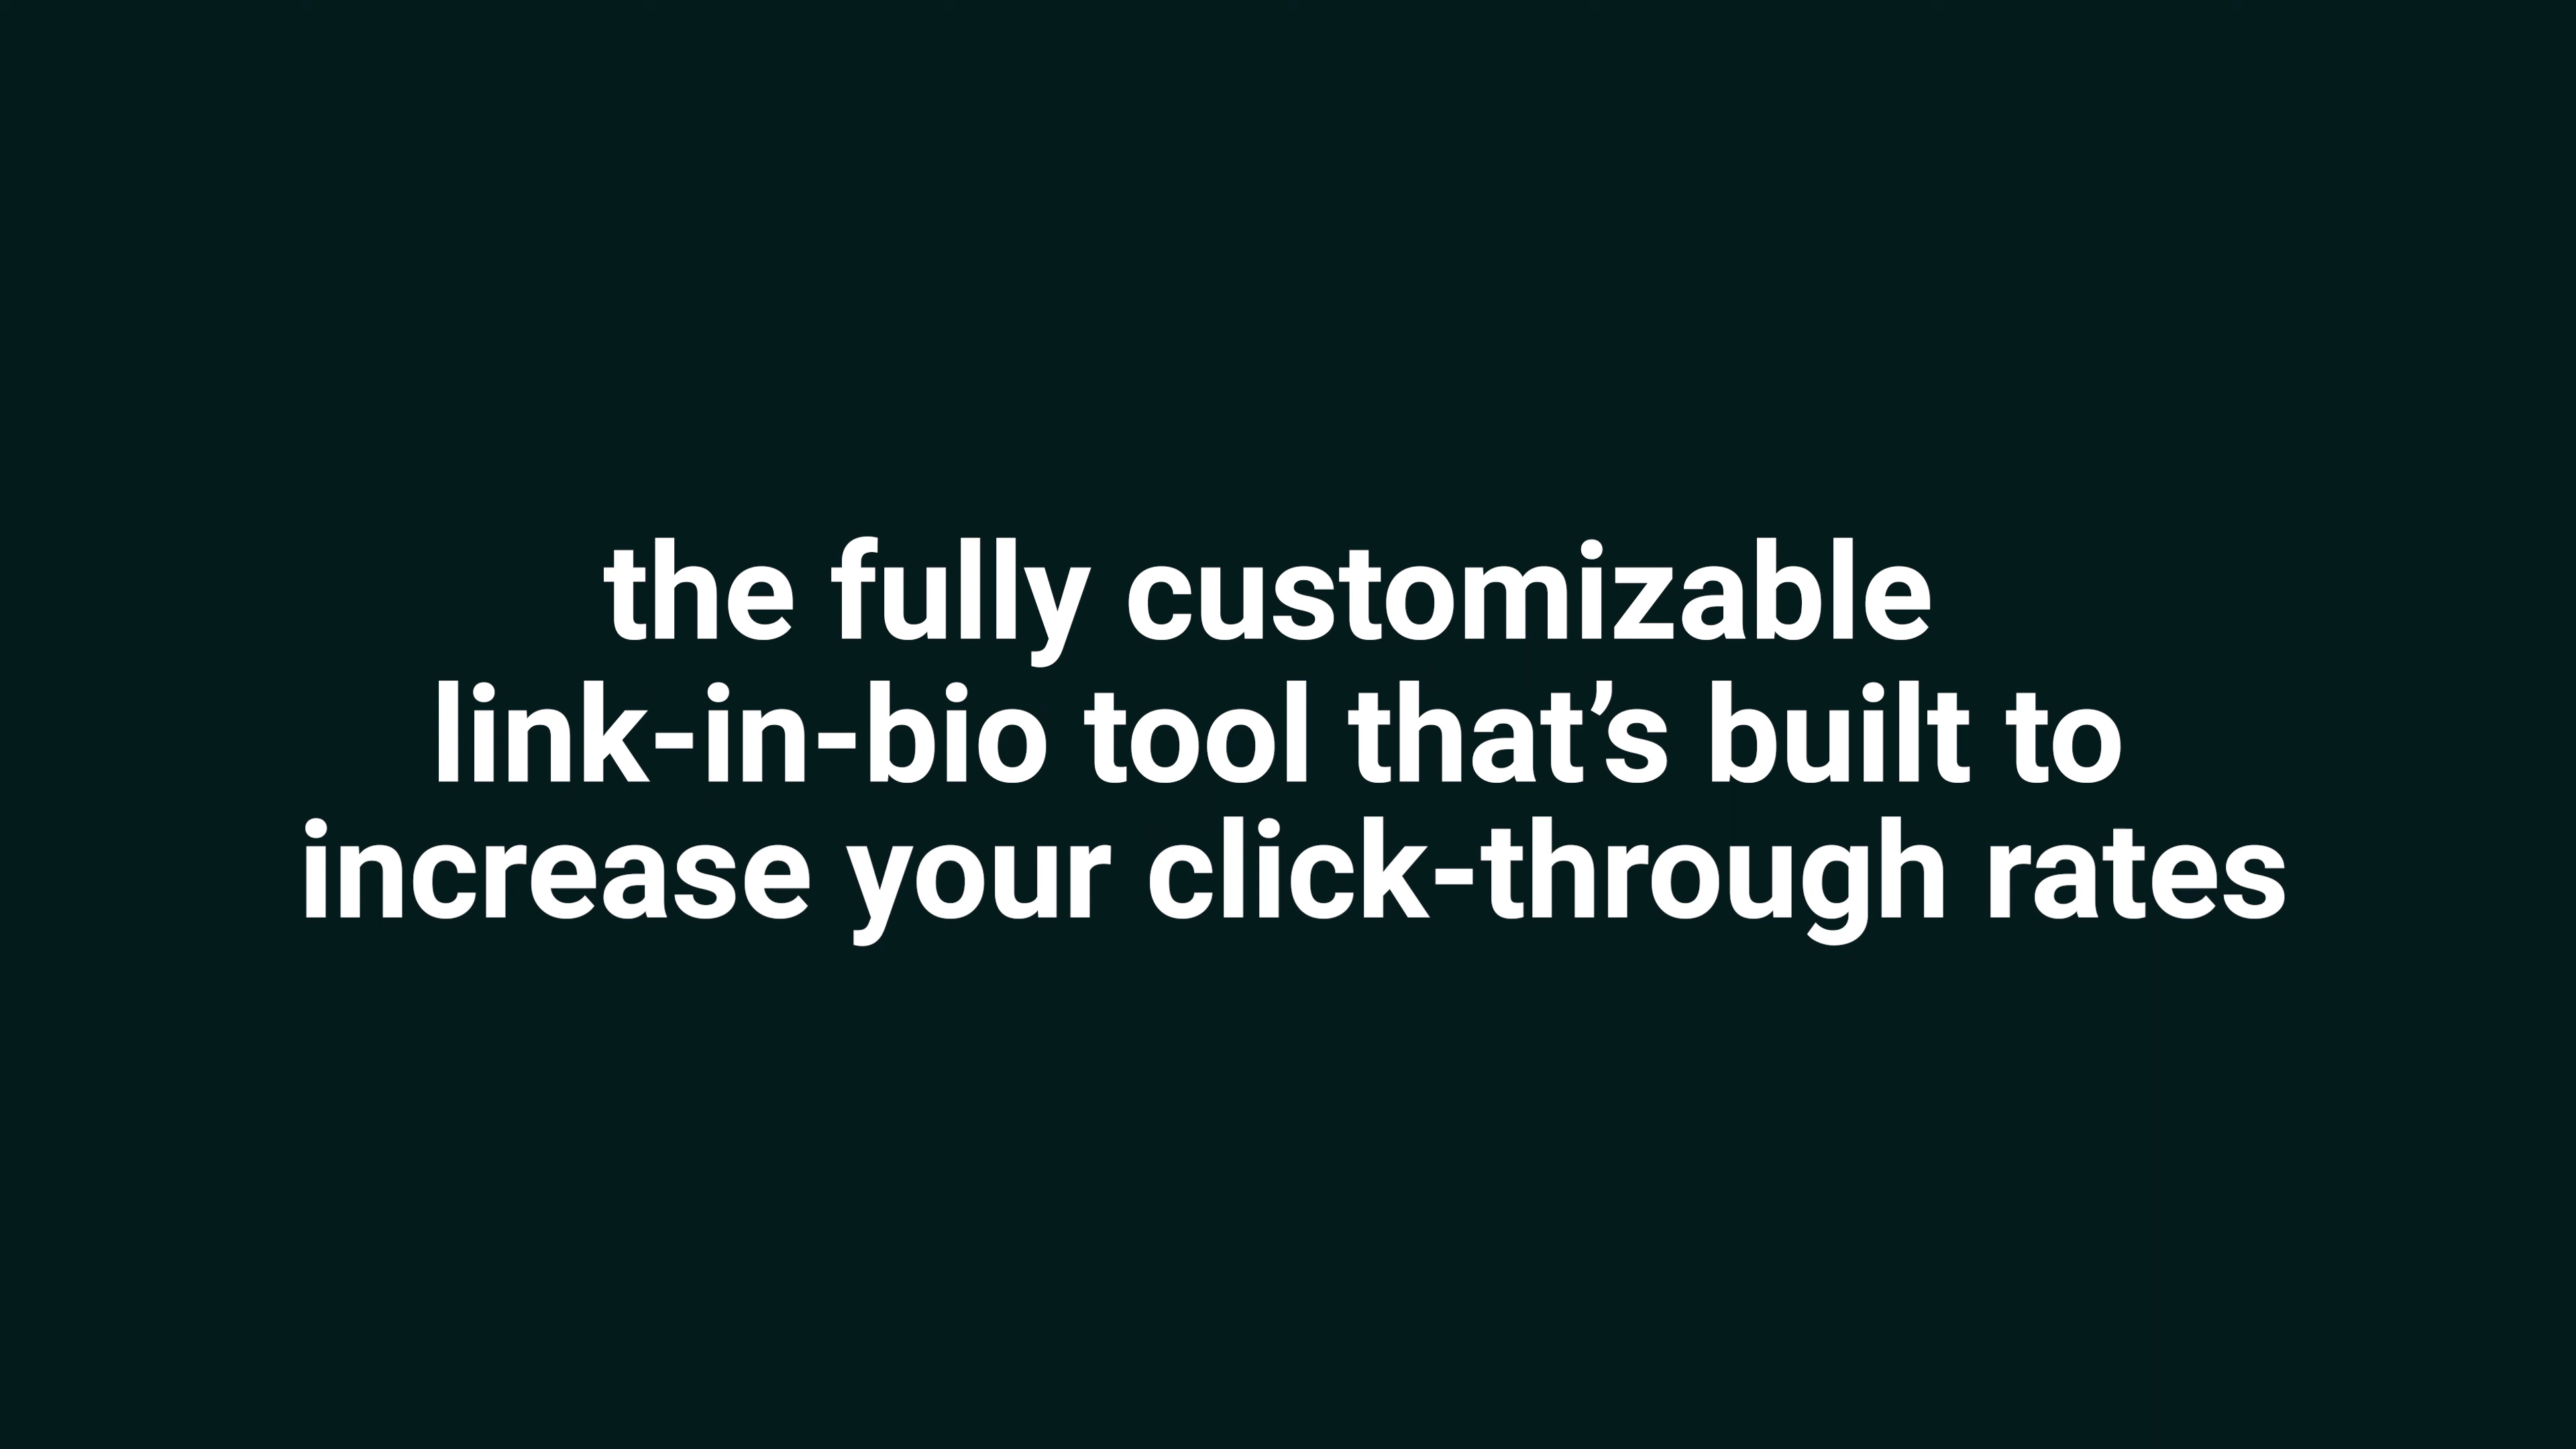 the fully customizable
link-in-bio tool that’s built to
increase your click-through rates